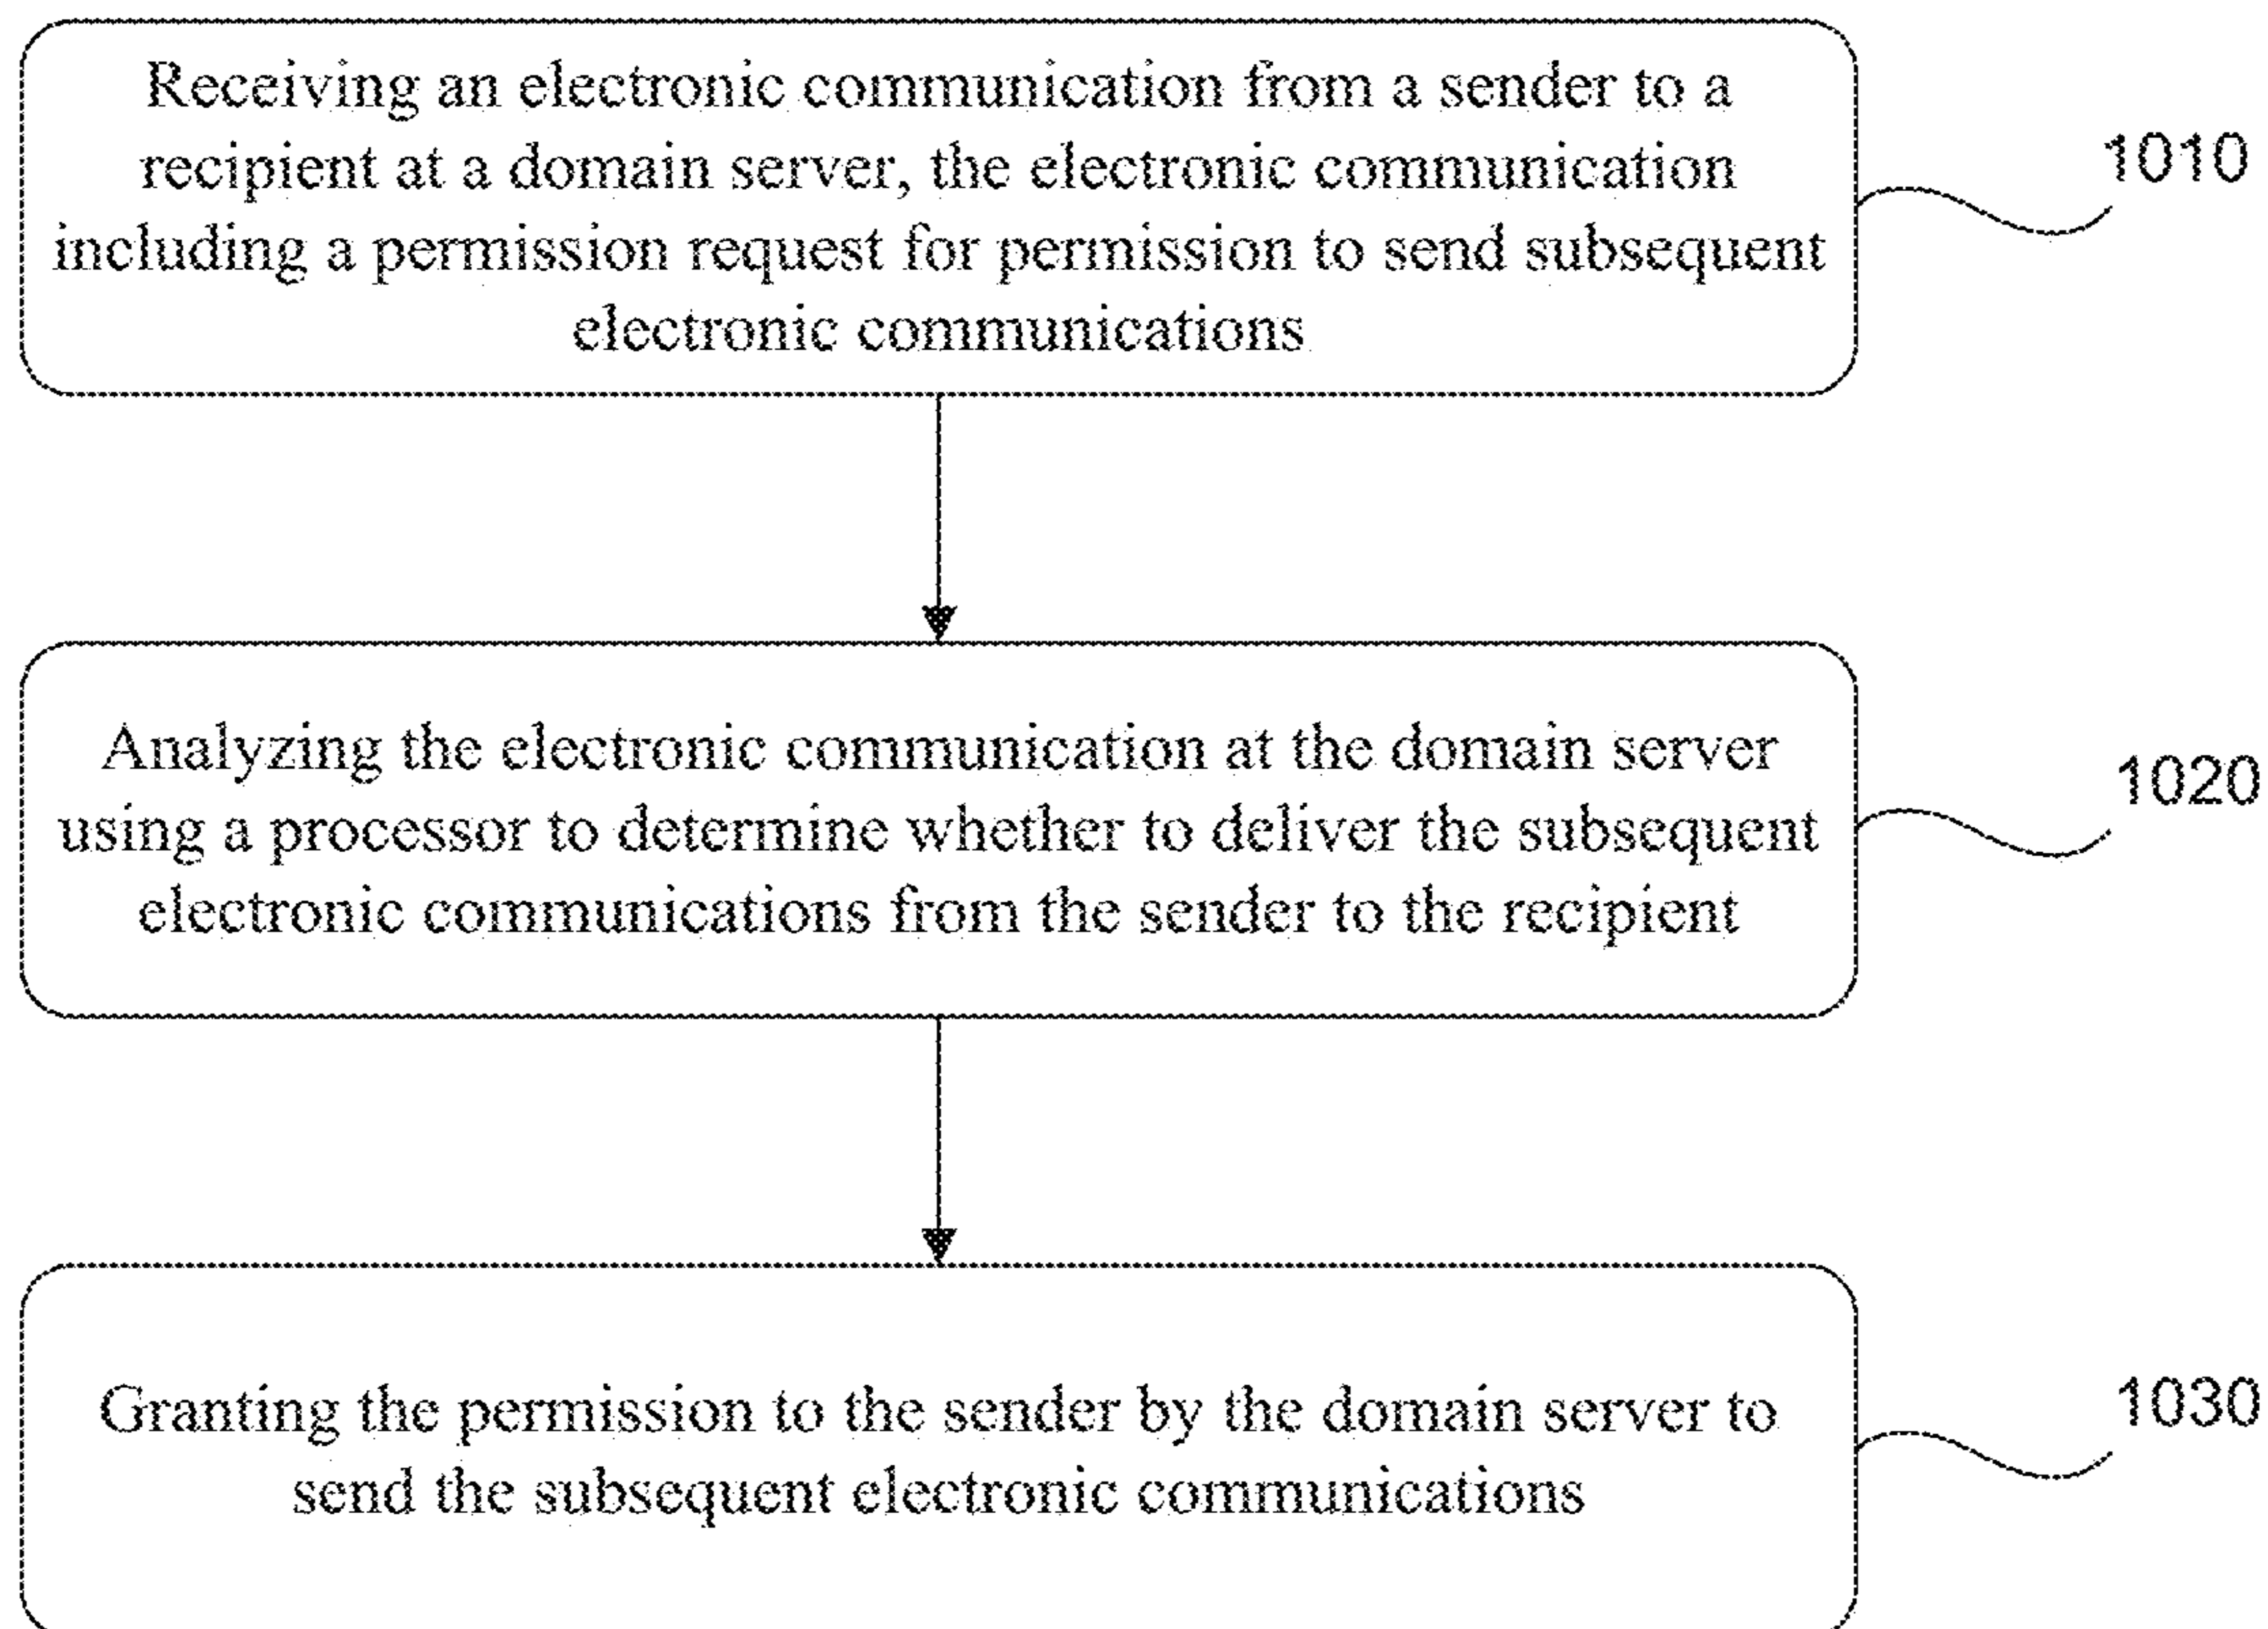 Receiving an electronic communication from a sender to a
recipient at a domain server, the electronic communication
including a permission request for permission to send subsequent
electronic communications
1010
Analyzing the electronic communication at the domain server
using a processor to determine whether to deliver the subsequent
electronic communications from the sender to the recipient
1020
Granting the permission to the sender by the domain server to
send the subsequent electronic communications
1030